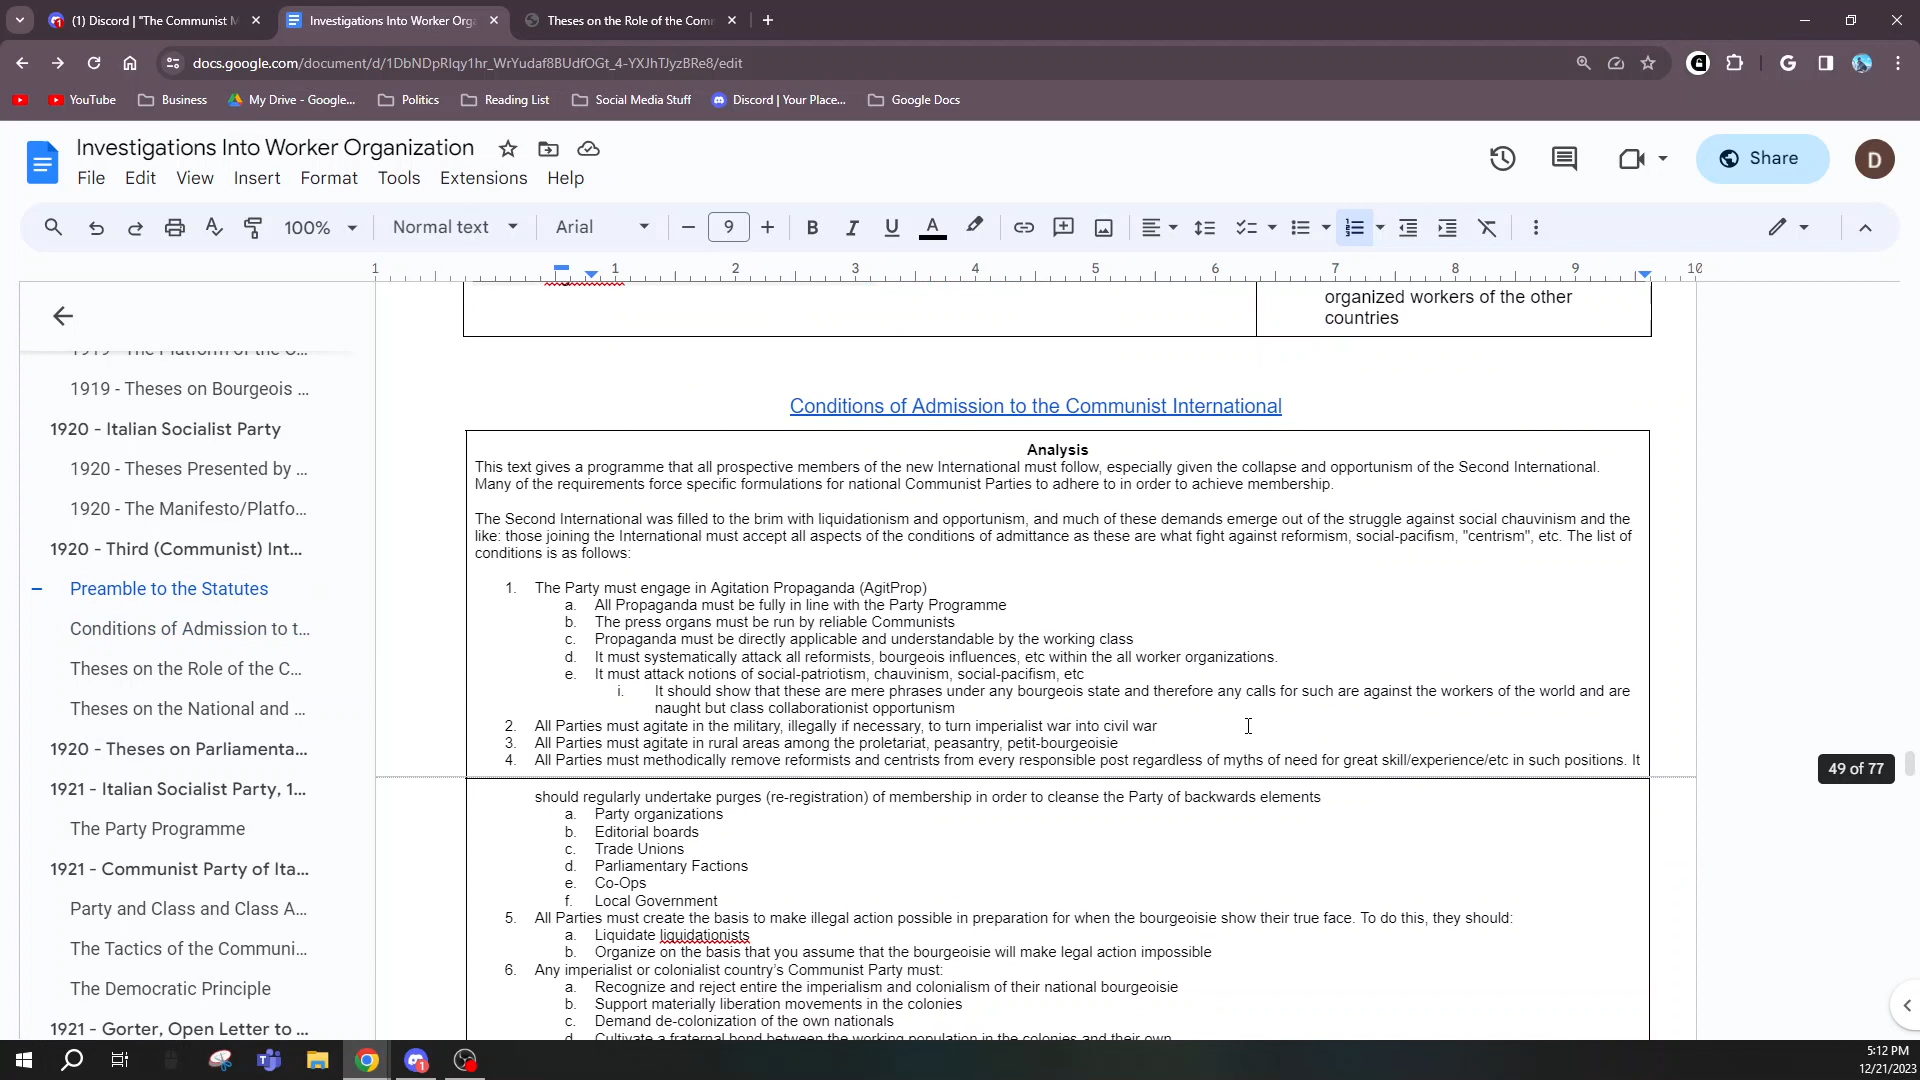 (1) Discord | "The Communist M
Investigations Into Worker Orga
Theses on the Role of the Com
docs.google.com/document/d/1DbNDpRlqy1hr_WrYudaf8BUdfOGt_4-YXJhTJyzBRe8/edit
YouTube
Business
My Drive - Google...
Politics
Reading List
Social Media Stuff
Discord | Your Place...
Google Docs
Investigations Into Worker Organization
File Edit View Insert Format Tools Extensions Help
Share
D
100%
Normal text
Arial
9
1 1 2 3 4 5 6 7 8 9 10
1920 - Italian Socialist Party
1919 - Theses on Bourgeois ...
1920 - Theses Presented by ...
1920 - The Manifesto/Platfo...
1920 - Third (Communist) Int...
Preamble to the Statutes
Conditions of Admission to t...
Theses on the Role of the C...
Theses on the National and ...
1920 - Theses on Parliamenta...
1921 - Italian Socialist Party, 1...
The Party Programme
1921 - Communist Party of Ita...
Party and Class and Class A...
The Tactics of the Communi...
The Democratic Principle
1921 - Gorter, Open Letter to ...
organized workers of the other
countries
Conditions of Admission to the Communist International
Analysis
This text gives a programme that all prospective members of the new International must follow, especially given the collapse and opportunism of the Second International.
Many of the requirements force specific formulations for national Communist Parties to adhere to in order to achieve membership.
The Second International was filled to the brim with liquidationism and opportunism, and much of these demands emerge out of the struggle against social chauvinism and the
like: those joining the International must accept all aspects of the conditions of admittance as these are what fight against reformism, social-pacifism, "centrism", etc. The list of
conditions is as follows:
1. The Party must engage in Agitation Propaganda (AgitProp)
a. All Propaganda must be fully in line with the Party Programme
b. The press organs must be run by reliable Communists
c. Propaganda must be directly applicable and understandable by the working class
d. It must systematically attack all reformists, bourgeois influences, etc within the all worker organizations.
e. It must attack notions of social-patriotism, chauvinism, social-pacifism, etc
i. It should show that these are mere phrases under any bourgeois state and therefore any calls for such are against the workers of the world and are
naught but class collaborationist opportunism
2. All Parties must agitate in the military, illegally if necessary, to turn imperialist war into civil war
3. All Parties must agitate in rural areas among the proletariat, peasantry, petit-bourgeoisie
4. All Parties must methodically remove reformists and centrists from every responsible post regardless of myths of need for great skill/experience/etc in such positions. It
should regularly undertake purges (re-registration) of membership in order to cleanse the Party of backwards elements
a. Party organizations
b. Editorial boards
c. Trade Unions
d. Parliamentary Factions
e. Co-Ops
f. Local Government
5. All Parties must create the basis to make illegal action possible in preparation for when the bourgeoisie show their true face. To do this, they should:
a. Liquidate liquidationists
b. Organize on the basis that you assume that the bourgeoisie will make legal action impossible
6. Any imperialist or colonialist country's Communist Party must:
a. Recognize and reject entire the imperialism and colonialism of their national bourgeoisie
b. Support materially liberation movements in the colonies
c. Demand de-colonization of the own nationals
d. Cultivate a fraternal bond between the working population in the colonies and their own
49 of 77
5:12 PM
12/21/2023